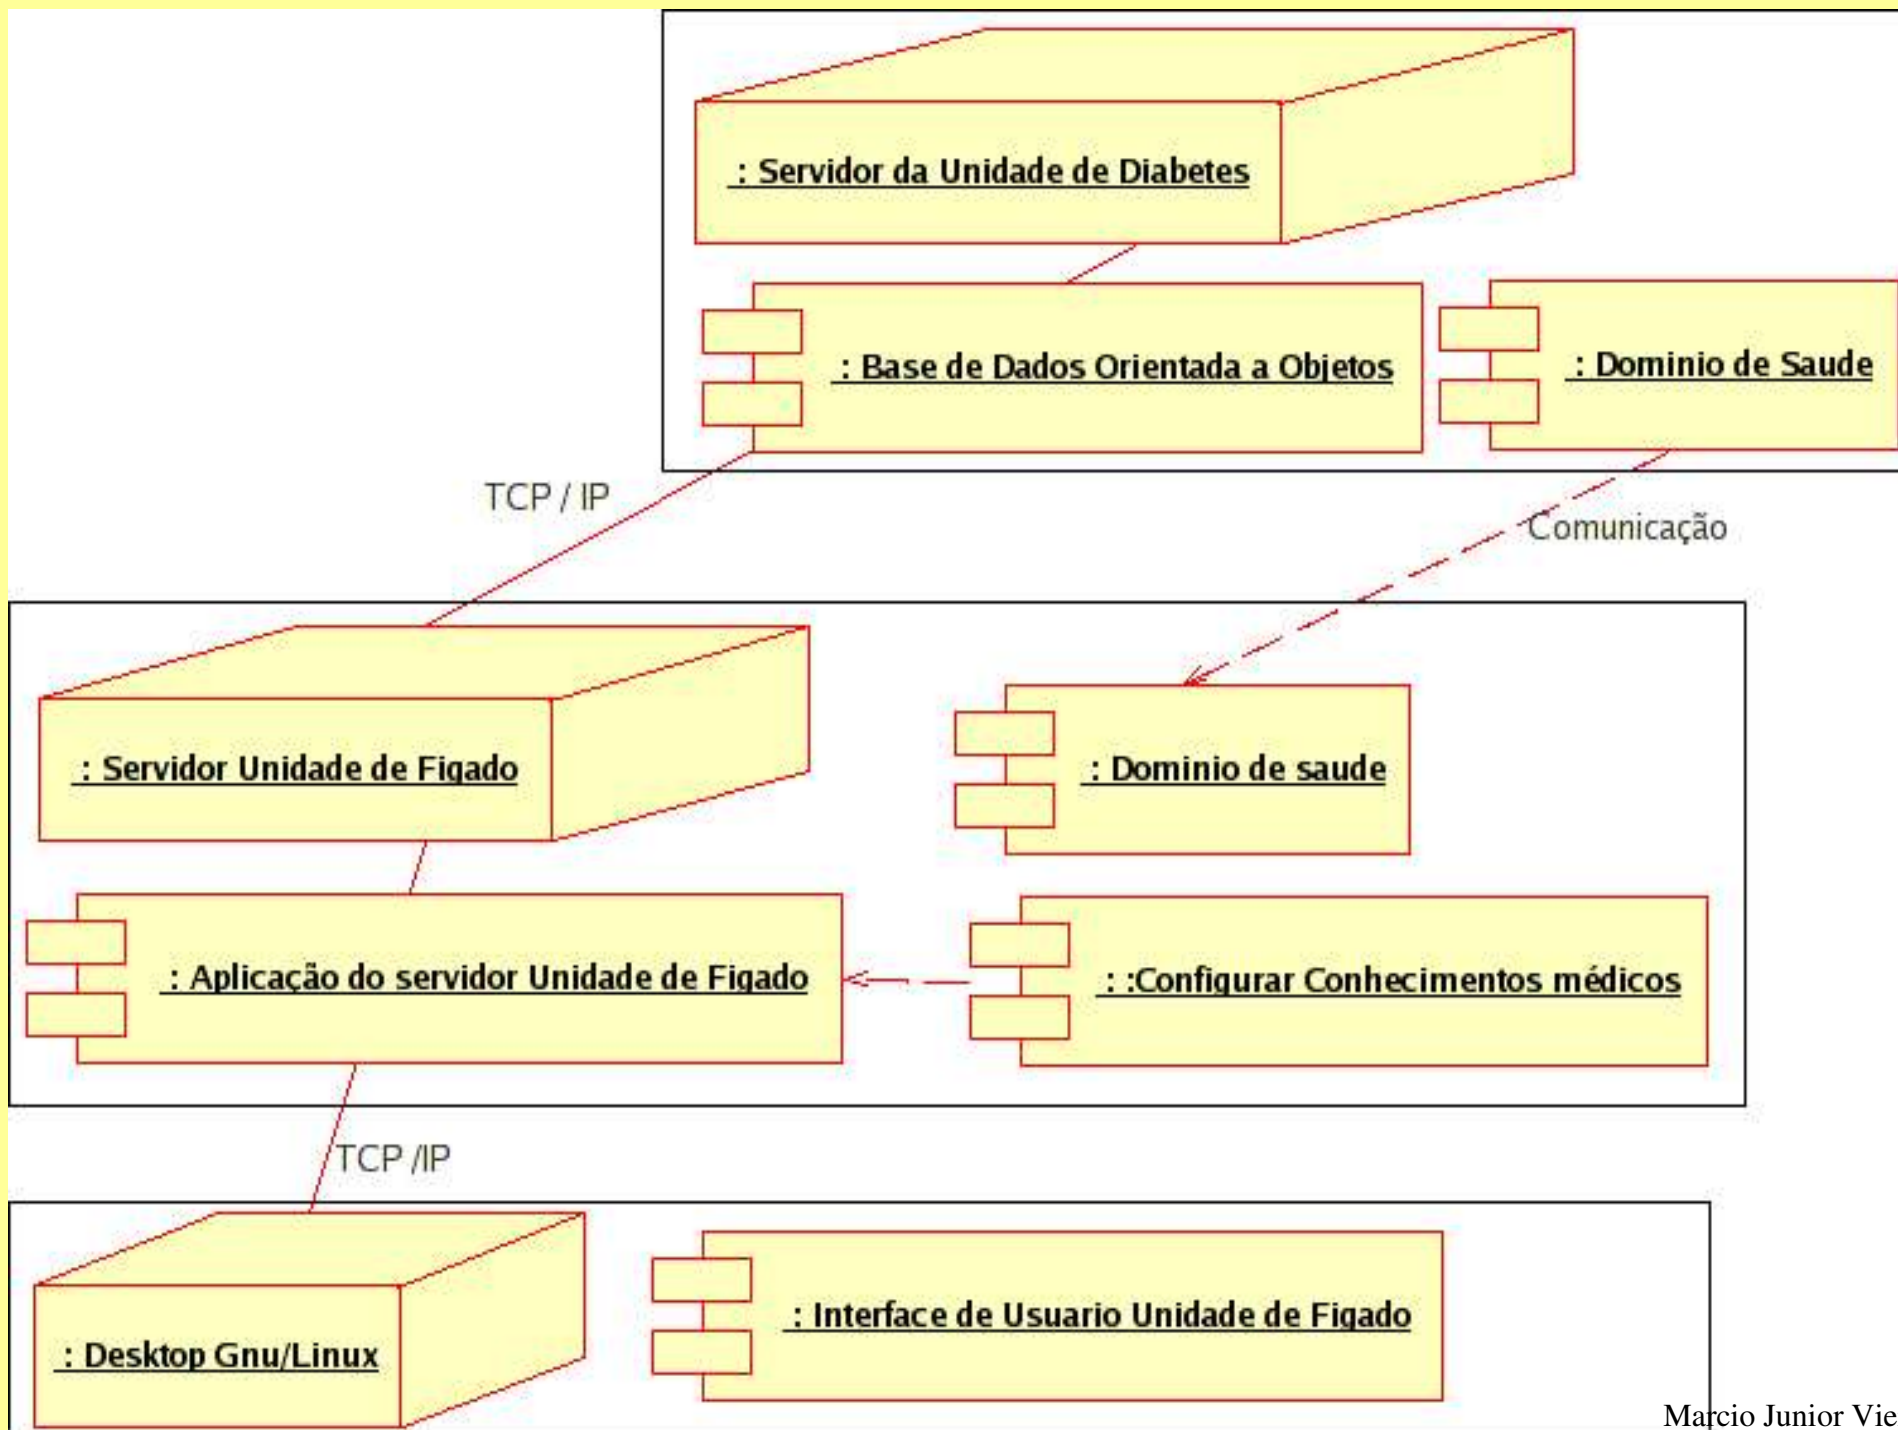 : Servidor da Unidade de Diabetes
: Base de Dados Orientada a Objetos
: Dominio de Saude
TCP / IP
Comunicação
: Servidor Unidade de Figado
: Dominio de saude
: Aplicação do servidor Unidade de Figado
: :Configurar Conhecimentos médicos
TCP /IP
: Desktop Gnu/Linux
: Interface de Usuario Unidade de Figado
Marcio Junior Vie